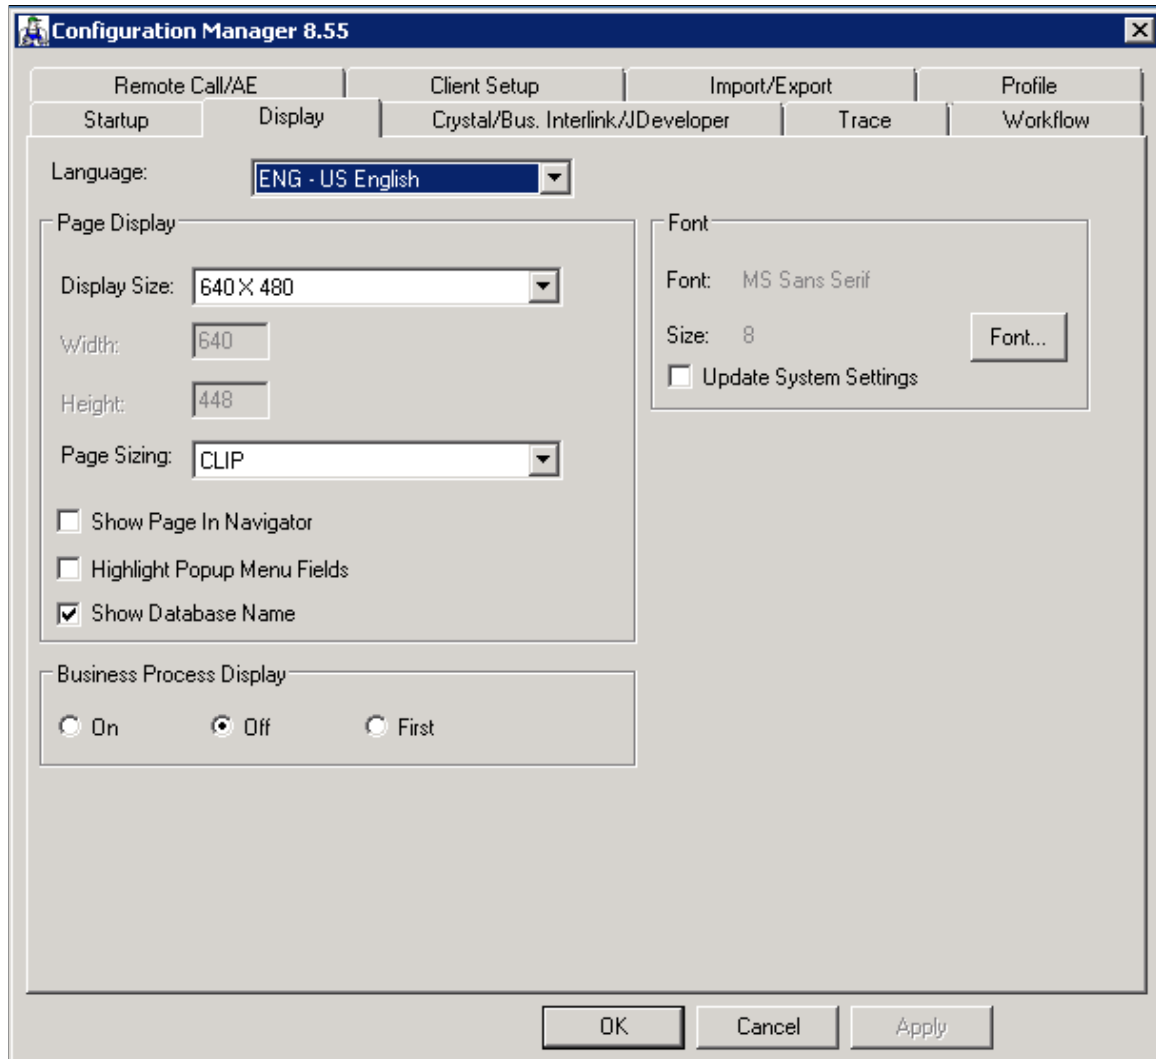 Configuration Manager 8.55
Remote Call/AE Client Setup Import/Export Profile
Startup Display Crystal/Bus. Interlink/JDeveloper Trace Workflow
Language: ENG - US English
Page Display
Display Size: 640 X 480
Width: 640
Height: 448
Page Sizing: CLIP
Show Page In Navigator
Highlight Popup Menu Fields
Show Database Name
Font
Font: MS Sans Serif
Size: 8
Font...
Update System Settings
Business Process Display
On Off First
OK Cancel Apply